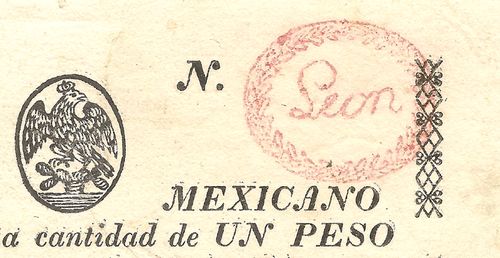 N. Leon
MEXICANO
a cantidad de UN PESO